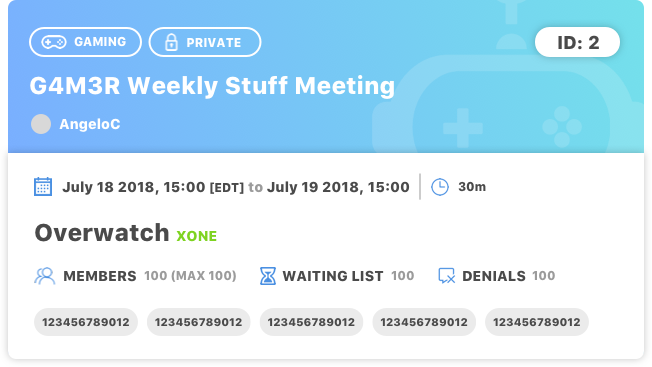 GAMING PRIVATE ID: 2
G4M3R Weekly Stuff Meeting
AngeloC
July 18 2018, 15:00 [EDT] to July 19 2018, 15:00 30m
Overwatch XONE
MEMBERS 100 (MAX 100) WAITING LIST 100 DENIALS 100
123456789012 123456789012 123456789012 123456789012 123456789012